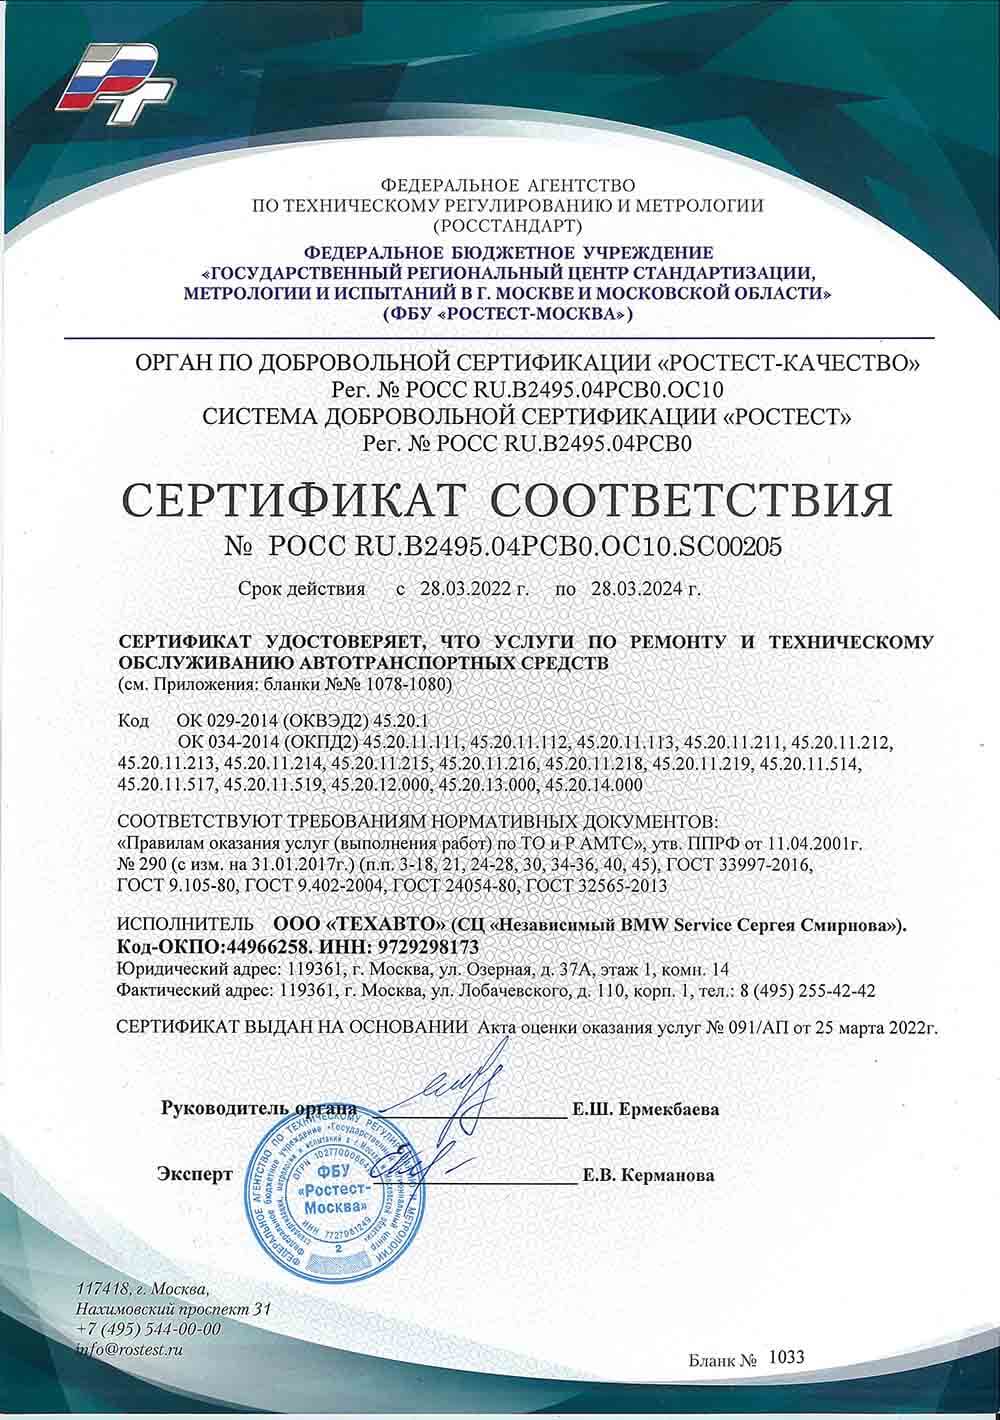 ФЕДЕРАЛЬНОЕ АГЕНТСТВО
ПО ТЕХНИЧЕСКОМУ РЕГУЛИРОВАНИЮ И МЕТРОЛОГИИ
(РОССТАНДАРТ)
ФЕДЕРАЛЬНОЕ БЮДЖЕТНОЕ УЧРЕЖДЕНИЕ
«ГОСУДАРСТВЕННЫЙ РЕГИОНАЛЬНЫЙ ЦЕНТР СТАНДАРТИЗАЦИИ,
МЕТРОЛОГИИ И ИСПЫТАНИЙ В Г. МОСКВЕ И МОСКОВСКОЙ ОБЛАСТИ»
(ФБУ «РОСТЕСТ-МОСКВА»)
ОРГАН ПО ДОБРОВОЛЬНОЙ СЕРТИФИКАЦИИ «РОСТЕСТ-КАЧЕСТВО»
Рег. № РОСС RU.В2495.04РСВ0.ОС10
СИСТЕМА ДОБРОВОЛЬНОЙ СЕРТИФИКАЦИИ «РОСТЕСТ»
Рег. № РОСС RU.В2495.04РСВ0
СЕРТИФИКАТ СООТВЕТСТВИЯ
№ РОСС RU.В2495.04РСВ0.ОС10.SС00205
Срок действия с 28.03.2022 г. по 28.03.2024 г.
СЕРТИФИКАТ УДОСТОВЕРЯЕТ, ЧТО УСЛУГИ ПО РЕМОНТУ И ТЕХНИЧЕСКОМУ
ОБСЛУЖИВАНИЮ АВТОТРАНСПОРТНЫХ СРЕДСТВ
(см. Приложения: бланки №№ 1078-1080)
Код ОК 029-2014 (ОКВЭД2) 45.20.1
ОК 034-2014 (ОКПД2) 45.20.11.111, 45.20.11.112, 45.20.11.113, 45.20.11.211, 45.20.11.212,
45.20.11.213, 45.20.11.214, 45.20.11.215, 45.20.11.216, 45.20.11.218, 45.20.11.219, 45.20.11.514,
45.20.11.517, 45.20.11.519, 45.20.12.000, 45.20.13.000, 45.20.14.000
СООТВЕТСТВУЮТ ТРЕБОВАНИЯМ НОРМАТИВНЫХ ДОКУМЕНТОВ:
«Правилам оказания услуг (выполнения работ) по ТО и Р АМТС», утв. ППРФ от 11.04.2001г.
№ 290 (с изм. на 31.01.2017г.) (п.п. 3-18, 21, 24-28, 30, 34-36, 40, 45), ГОСТ 33997-2016,
ГОСТ 9.105-80, ГОСТ 9.402-2004, ГОСТ 24054-80, ГОСТ 32565-2013
ИСПОЛНИТЕЛЬ ООО «ТЕХАВТО» (СЦ «Независимый BMW Service Сергея Смирнова»).
Код-ОКПО:44966258. ИНН: 9729298173
Юридический адрес: 119361, г. Москва, ул. Озерная, д. 37А, этаж 1, комн. 14
Фактический адрес: 119361, г. Москва, ул. Лобачевского, д. 110, корп. 1, тел.: 8 (495) 255-42-42
СЕРТИФИКАТ ВЫДАН НА ОСНОВАНИИ Акта оценки оказания услуг № 091/АП от 25 марта 2022г.
Руководитель органа Е.Ш. Ермекбаева
Эксперт Е.В. Керманова
ФБУ
«Ростест-
Москва»
2
117418, г. Москва,
Нахимовский проспект 31
+7 (495) 544-00-00
info@rostest.ru
Бланк № 1033